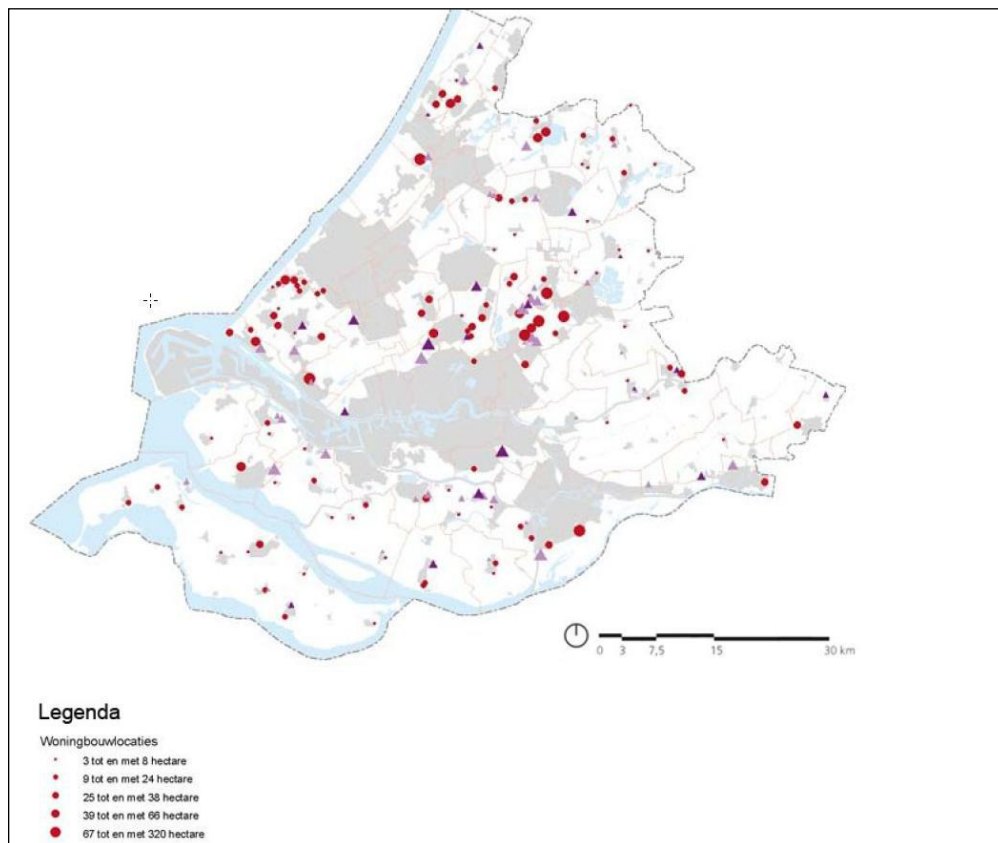 0 3 7,5 15 30 km
Legenda
Woningbouwlocaties
3 tot en met 8 hectare
9 tot en met 24 hectare
25 tot en met 38 hectare
39 tot en met 66 hectare
67 tot en met 320 hectare